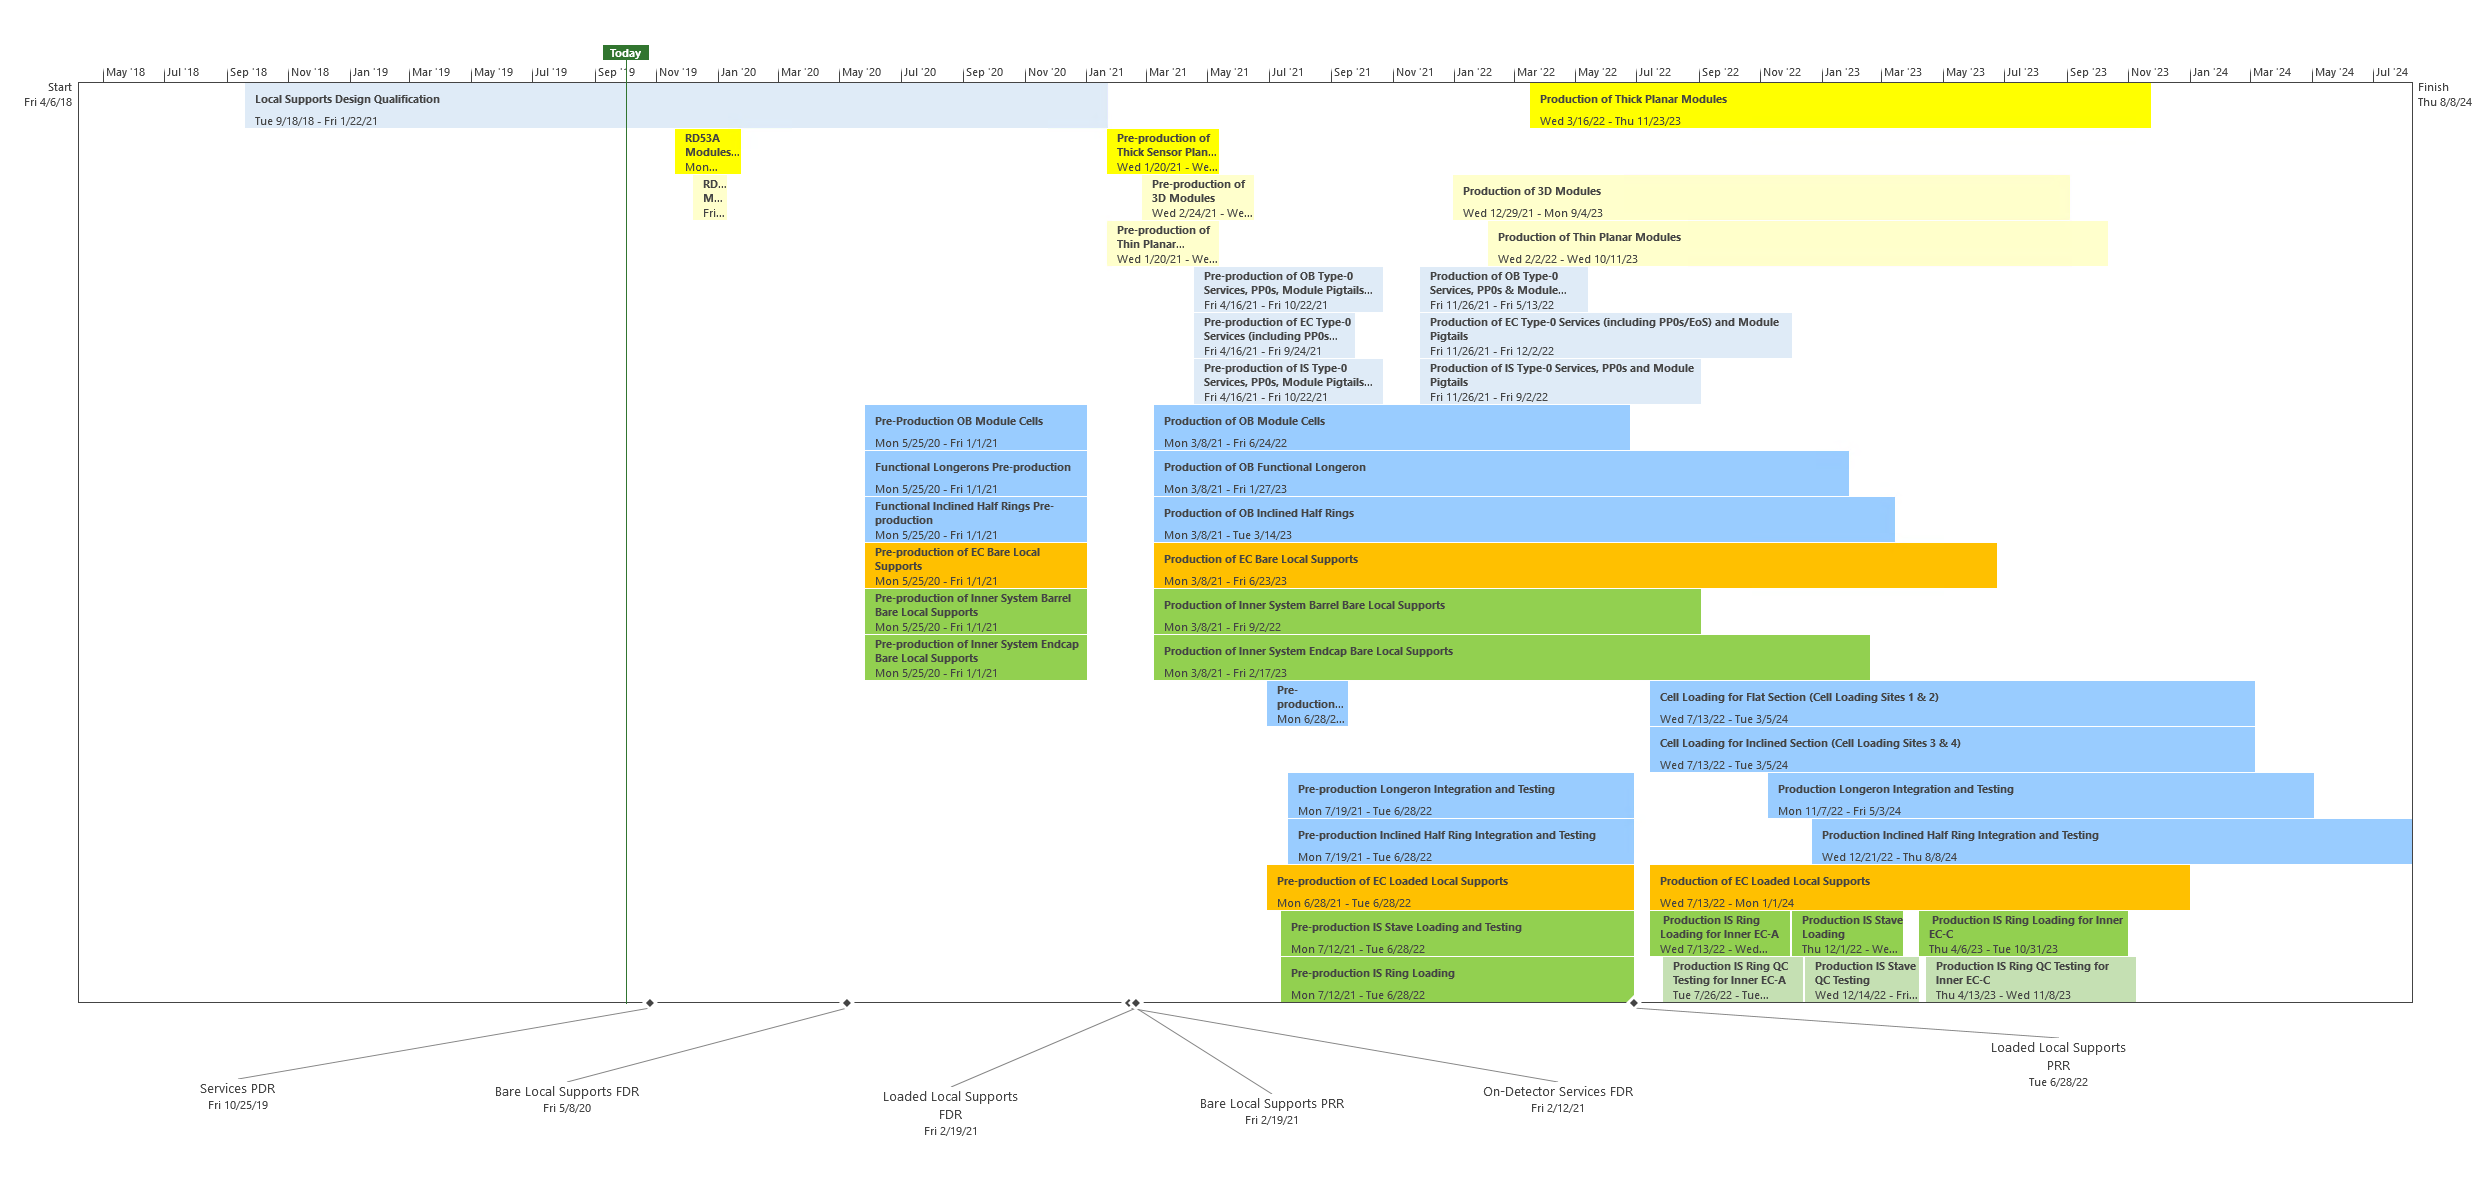 Today
May '18
Jul '18
Sep '18
Nov '18
Jan '19
Mar '19
May '19
Jul '19
Sep '19
Nov '19
Jan '20
Mar '20
May '20
Jul '20
Sep '20
Nov '20
Jan '21
Mar '21
May '21
Jul '21
Sep '21
Nov '21
Jan '22
Mar '22
May '22
Jul '22
Sep '22
Nov '22
Jan '23
Mar '23
May '23
Jul '23
Sep '23
Nov '23
Jan '24
Mar '24
May '24
Jul '24
Start
Fri 4/6/18
Finish
Thu 8/8/24
Local Supports Design Qualification
Tue 9/18/18 - Fri 1/22/21
Production of Thick Planar Modules
Wed 3/16/22 - Thu 11/23/23
RD53A
Modules...
Mon...
Pre-production of
Thick Sensor Plan...
Wed 1/20/21 - We...
RD...
M...
Fri...
Pre-production of
3D Modules
Wed 2/24/21 - We...
Production of 3D Modules
Wed 12/29/21 - Mon 9/4/23
Pre-production of
Thin Planar...
Wed 1/20/21 - We...
Production of Thin Planar Modules
Wed 2/2/22 - Wed 10/11/23
Pre-production of OB Type-0
Services, PP0s, Module Pigtails...
Fri 4/16/21 - Fri 10/22/21
Production of OB Type-0
Services, PP0s & Module...
Fri 11/26/21 - Fri 5/13/22
Pre-production of EC Type-0
Services (including PP0s...
Fri 4/16/21 - Fri 9/24/21
Production of EC Type-0 Services (including PP0s/EoS) and Module
Pigtails
Fri 11/26/21 - Fri 12/2/22
Pre-production of IS Type-0
Services, PP0s, Module Pigtails...
Fri 4/16/21 - Fri 10/22/21
Production of IS Type-0 Services, PP0s and Module
Pigtails
Fri 11/26/21 - Fri 9/2/22
Pre-Production OB Module Cells
Mon 5/25/20 - Fri 1/1/21
Production of OB Module Cells
Mon 3/8/21 - Fri 6/24/22
Functional Longerons Pre-production
Mon 5/25/20 - Fri 1/1/21
Production of OB Functional Longeron
Mon 3/8/21 - Fri 1/27/23
Functional Inclined Half Rings Pre-
production
Mon 5/25/20 - Fri 1/1/21
Production of OB Inclined Half Rings
Mon 3/8/21 - Tue 3/14/23
Pre-production of EC Bare Local
Supports
Mon 5/25/20 - Fri 1/1/21
Production of EC Bare Local Supports
Mon 3/8/21 - Fri 6/23/23
Pre-production of Inner System Barrel
Bare Local Supports
Mon 5/25/20 - Fri 1/1/21
Production of Inner System Barrel Bare Local Supports
Mon 3/8/21 - Fri 9/2/22
Pre-production of Inner System Endcap
Bare Local Supports
Mon 5/25/20 - Fri 1/1/21
Production of Inner System Endcap Bare Local Supports
Mon 3/8/21 - Fri 2/17/23
Pre-
production...
Mon 6/28/2...
Cell Loading for Flat Section (Cell Loading Sites 1 & 2)
Wed 7/13/22 - Tue 3/5/24
Cell Loading for Inclined Section (Cell Loading Sites 3 & 4)
Wed 7/13/22 - Tue 3/5/24
Pre-production Longeron Integration and Testing
Mon 7/19/21 - Tue 6/28/22
Production Longeron Integration and Testing
Mon 11/7/22 - Fri 5/3/24
Pre-production Inclined Half Ring Integration and Testing
Mon 7/19/21 - Tue 6/28/22
Production Inclined Half Ring Integration and Testing
Wed 12/21/22 - Thu 8/8/24
Pre-production of EC Loaded Local Supports
Mon 6/28/21 - Tue 6/28/22
Production of EC Loaded Local Supports
Wed 7/13/22 - Mon 1/1/24
Pre-production IS Stave Loading and Testing
Mon 7/12/21 - Tue 6/28/22
Production IS Ring
Loading for Inner EC-A
Wed 7/13/22 - Wed...
Production IS Stave
Loading
Thu 12/1/22 - We...
Production IS Ring Loading for Inner
EC-C
Thu 4/6/23 - Tue 10/31/23
Pre-production IS Ring Loading
Mon 7/12/21 - Tue 6/28/22
Production IS Ring QC
Testing for Inner EC-A
Tue 7/26/22 - Tue...
Production IS Stave
QC Testing
Wed 12/14/22 - Fri...
Production IS Ring QC Testing for
Inner EC-C
Thu 4/13/23 - Wed 11/8/23
Services PDR
Fri 10/25/19
Bare Local Supports FDR
Fri 5/8/20
Loaded Local Supports
FDR
Fri 2/19/21
Bare Local Supports PRR
Fri 2/19/21
On-Detector Services FDR
Fri 2/12/21
Loaded Local Supports
PRR
Tue 6/28/22